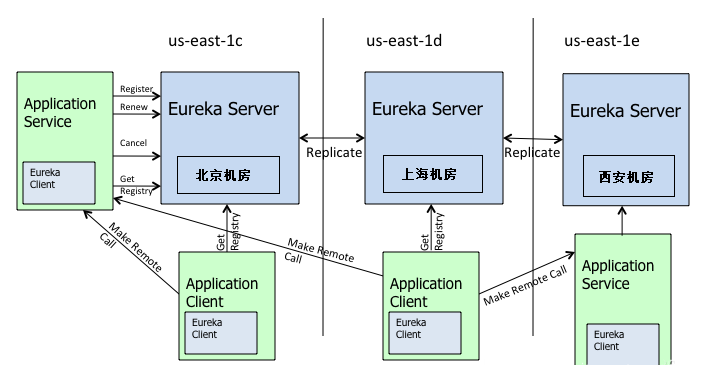 us-east-1c
us-east-1d
us-east-1e
Application
Service
Eureka
Client
Register
Renew
Cancel
Get
Registry
Eureka Server
北京机房
Replicate
Eureka Server
上海机房
Replicate
Eureka Server
西安机房
Make Remote
Call
Get
Registry
Make Remote
Call
Get
Registry
Make Remote Call
Application
Client
Eureka
Client
Application
Client
Eureka
Client
Application
Service
Eureka
Client